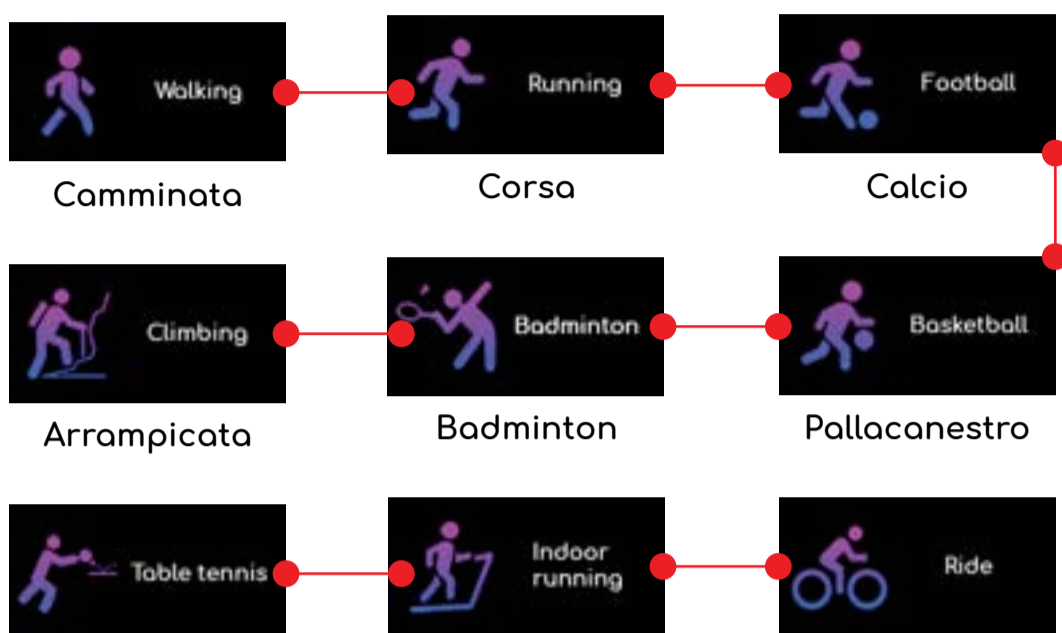 Walking
Running
Football
Camminata
Corsa
Calcio
Climbing
Badminton
Basketball
Arrampicata
Badminton
Pallacanestro
Table tennis
Indoor
running
Ride